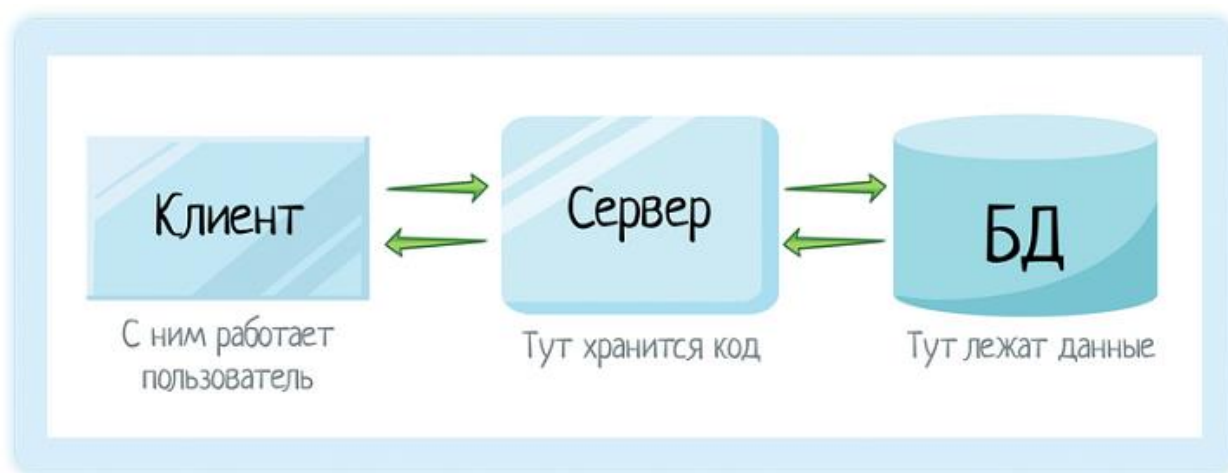 Клиент
С ним работает
пользователь
Сервер
Тут хранится код
БД
Тут лежат данные